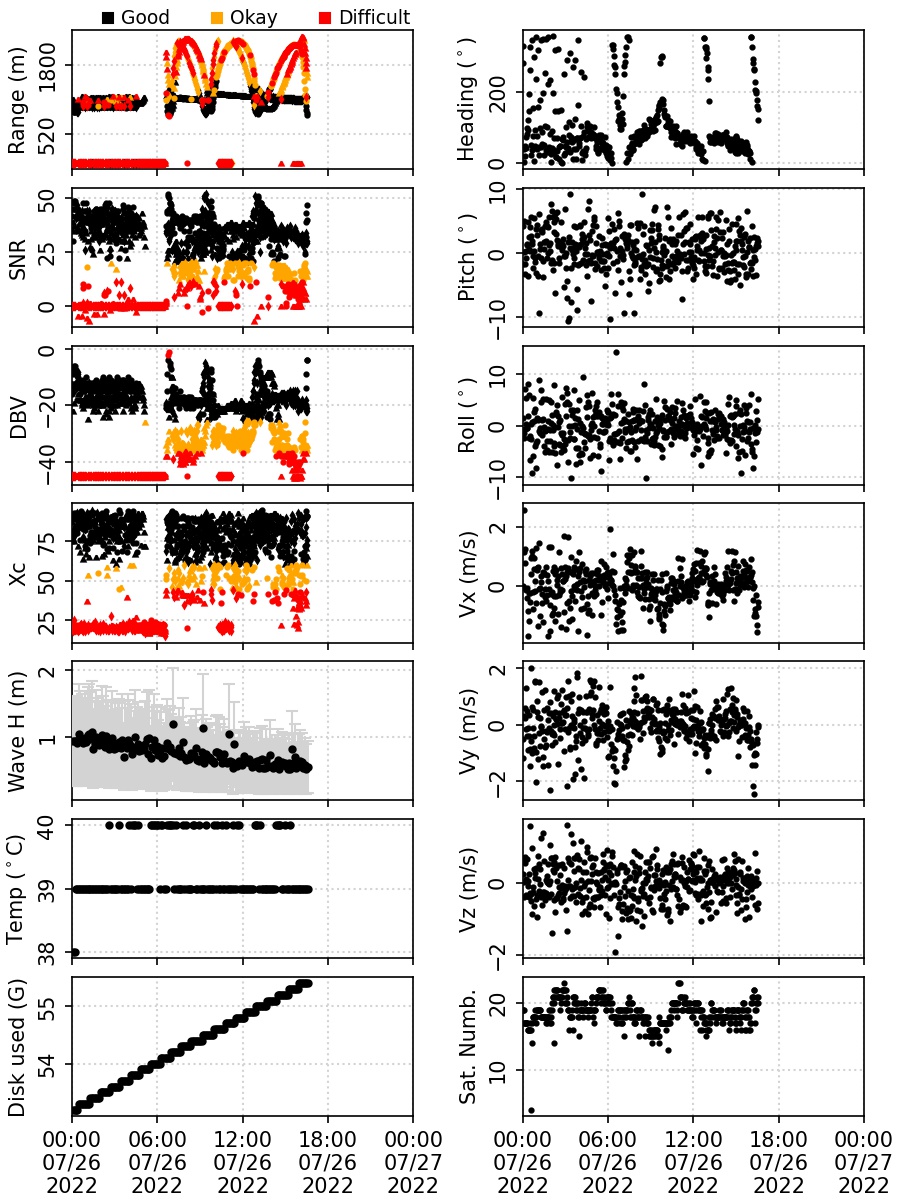 Good Okay Difficult
Range (m)
1800
520
Heading (°)
200
0
SNR
50
25
0
Pitch (°)
10
0
−10
DBV
0
−20
−40
Roll (°)
10
0
−10
Xc
75
50
25
Vx (m/s)
2
0
Wave H (m)
2
1
Vy (m/s)
2
0
−2
Temp (°C)
40
39
38
Vz (m/s)
0
−2
Disk used (G)
55
54
Sat. Numb.
20
10
00:00 06:00 12:00 18:00 00:00
07/26 07/26 07/26 07/26 07/27
2022 2022 2022 2022 2022
00:00 06:00 12:00 18:00 00:00
07/26 07/26 07/26 07/26 07/27
2022 2022 2022 2022 2022